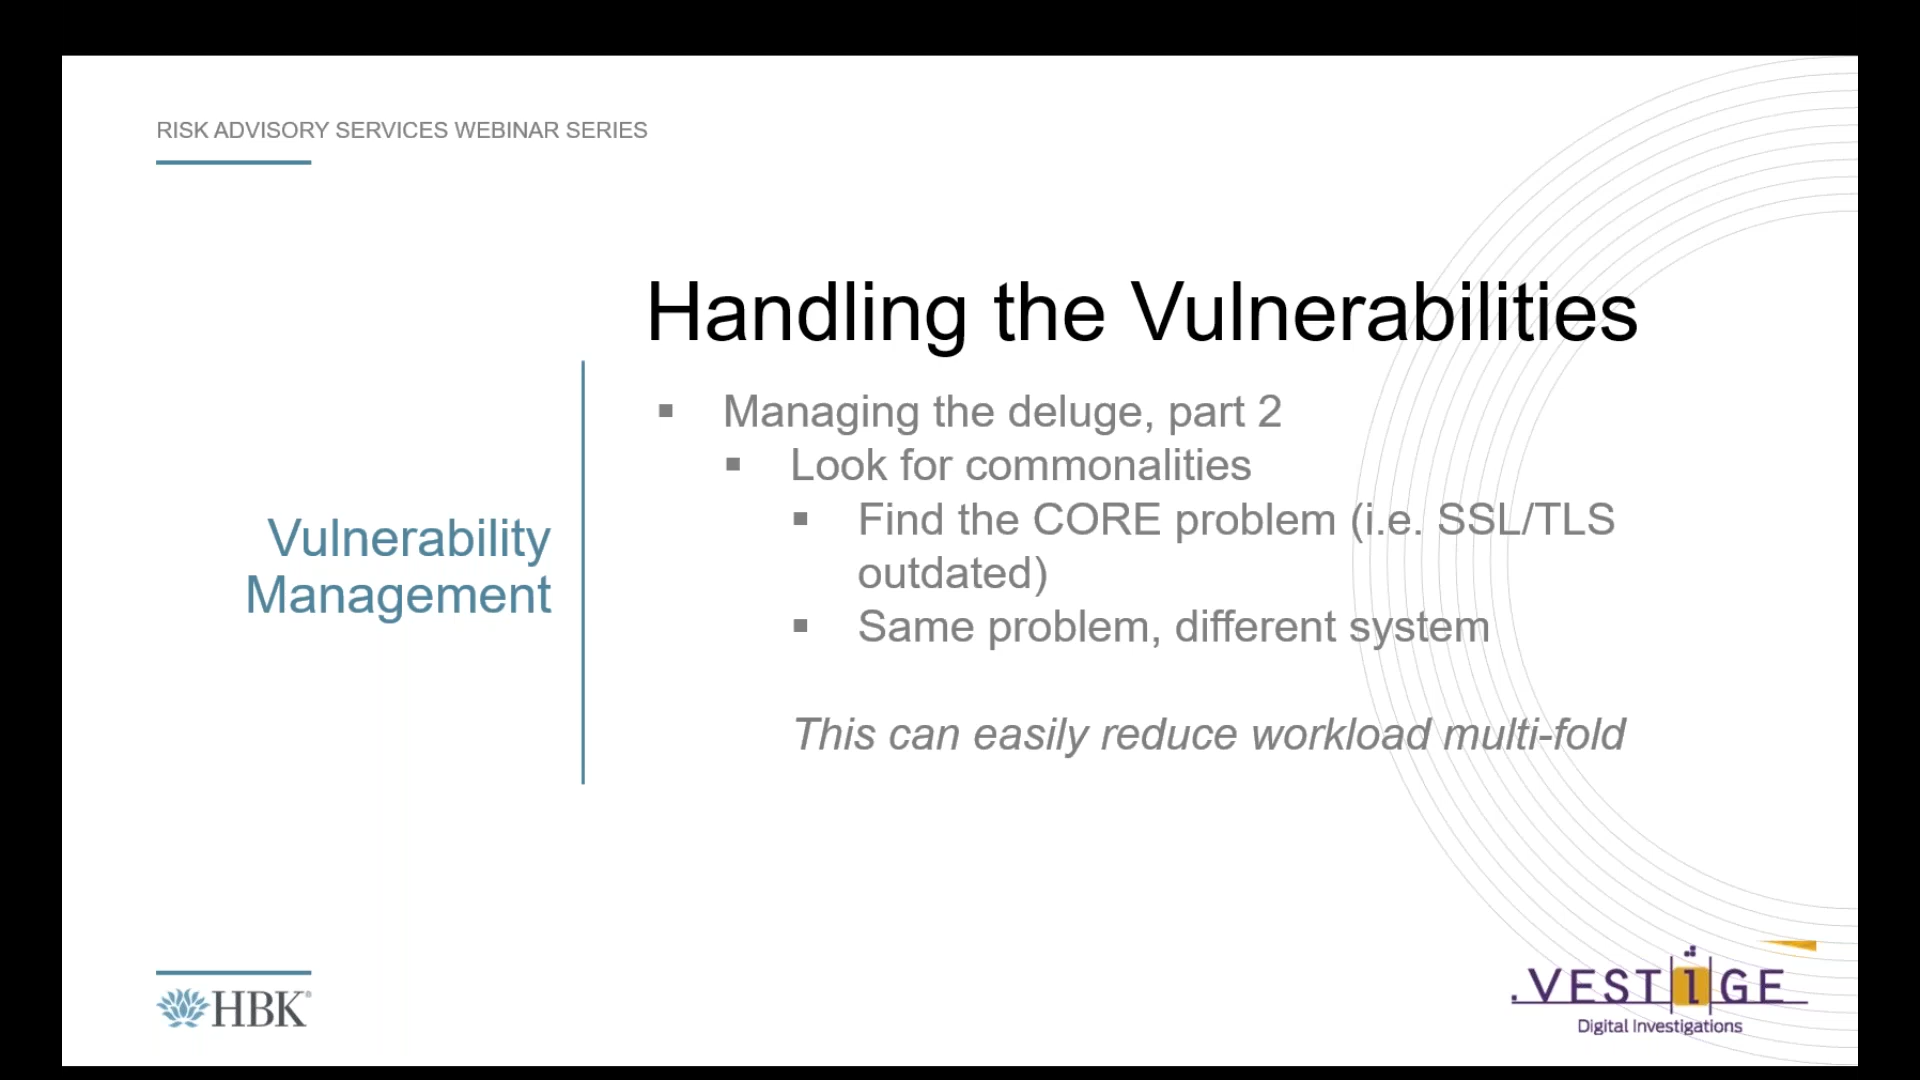 RISK ADVISORY SERVICES WEBINAR SERIES
Handling the Vulnerabilities
Vulnerability
Management
▪ Managing the deluge, part 2
▪ Look for commonalities
▪ Find the CORE problem (i.e. SSL/TLS
outdated)
▪ Same problem, different system
This can easily reduce workload multi-fold
HBK®
.VESTIGE
Digital Investigations